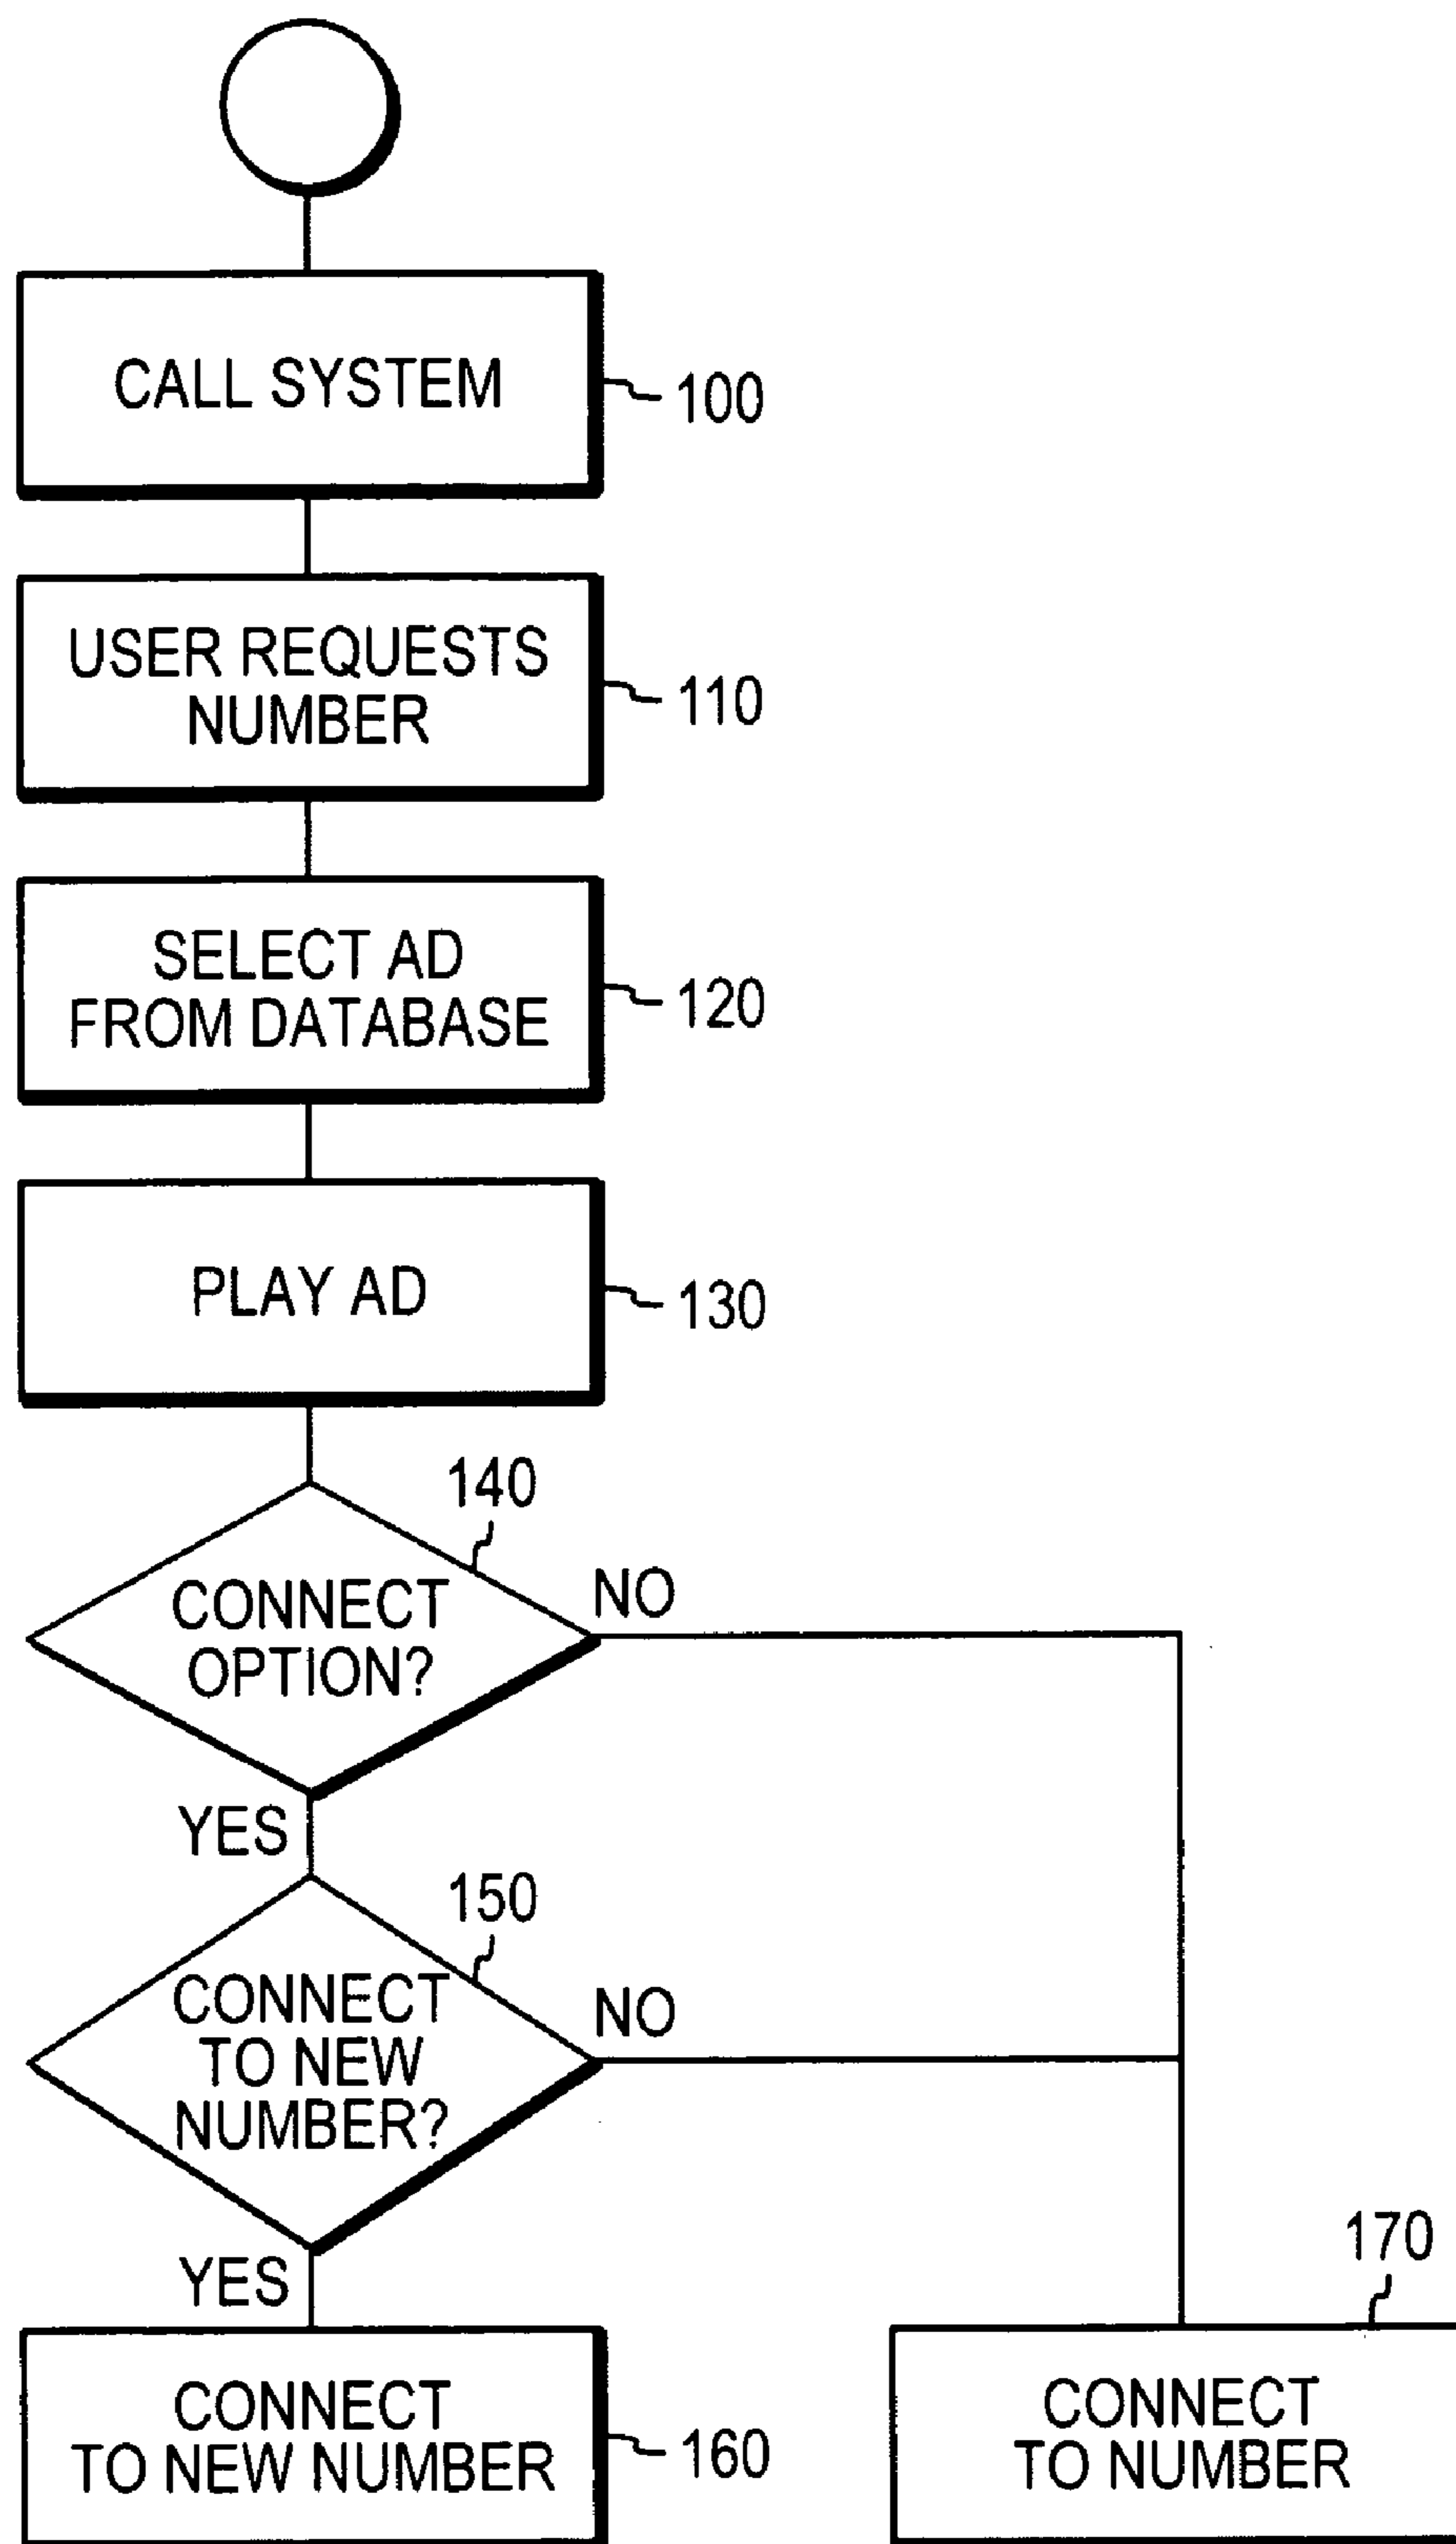 CALL SYSTEM
100
USER REQUESTS
NUMBER
110
SELECT AD
FROM DATABASE
120
PLAY AD
130
140
CONNECT
OPTION?
NO
YES
150
CONNECT
TO NEW
NUMBER?
NO
YES
CONNECT
TO NEW NUMBER
160
170
CONNECT
TO NUMBER